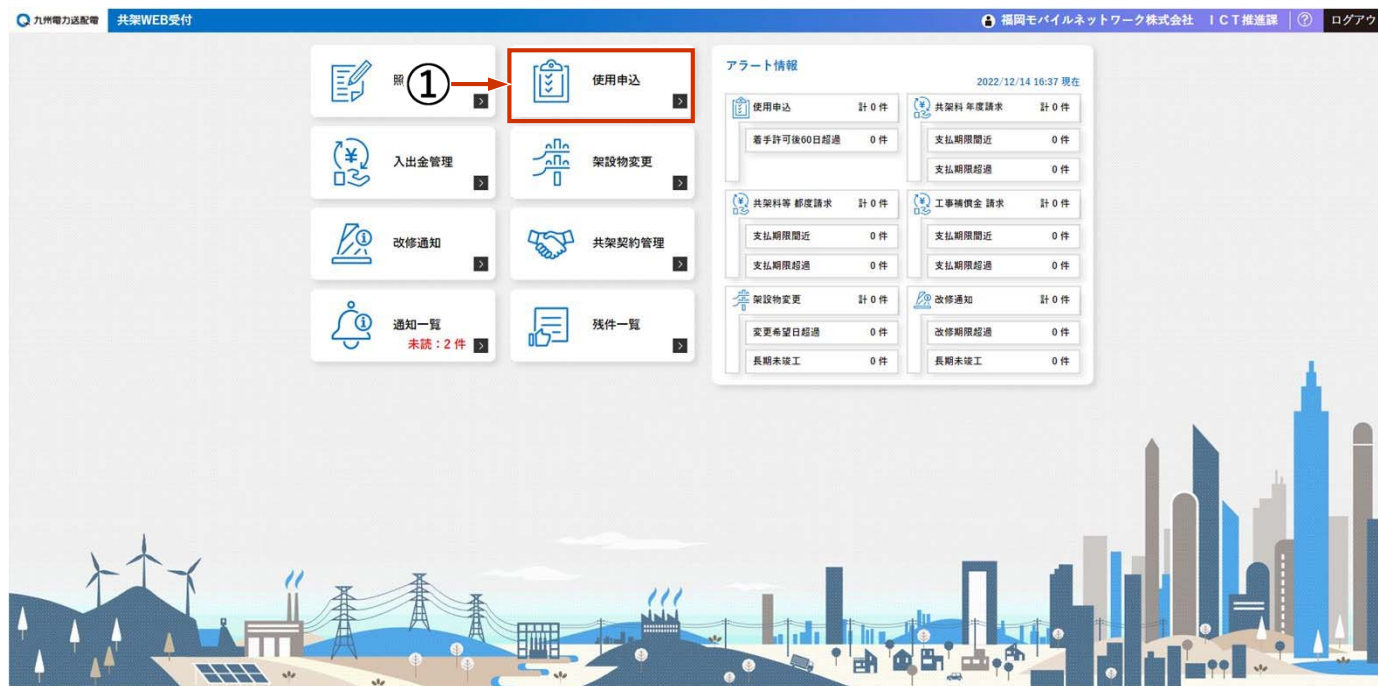 九州電力送配電
共架WEB受付
福岡モバイルネットワーク株式会社 ICT推進課
?
ログアウ
照
①
使用申込
入出金管理
架設物変更
改修通知
共架契約管理
通知一覧
未読:2 件
残件一覧
アラート情報
2022/12/14 16:37 現在
使用申込 計 0 件
着手許可後60日超過 0 件
共架料 年度請求 計 0 件
支払期限間近 0 件
支払期限超過 0 件
共架料等 都度請求 計 0 件
支払期限間近 0 件
支払期限超過 0 件
工事補償金 請求 計 0 件
支払期限間近 0 件
支払期限超過 0 件
架設物変更 計 0 件
変更希望日超過 0 件
長期未竣工 0 件
改修通知 計 0 件
改修期限超過 0 件
長期未竣工 0 件